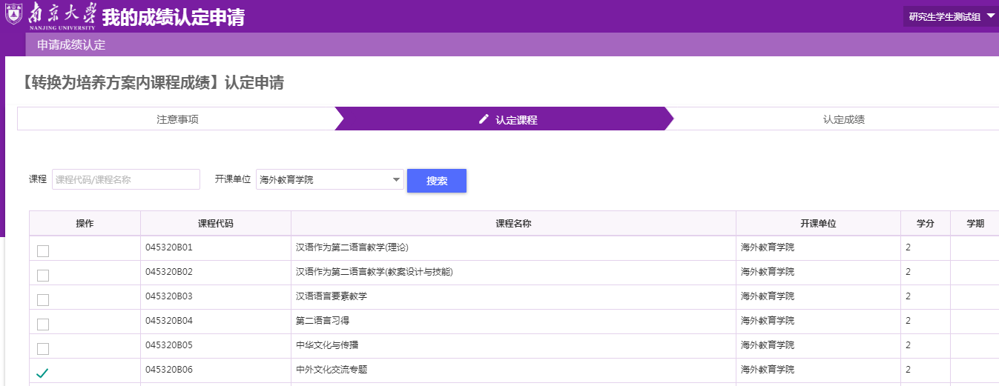 南京大学
NANJING UNIVERSITY
我的成绩认定申请
研究生学生测试组
申请成绩认定
【转换为培养方案内课程成绩】认定申请
注意事项 认定课程 认定成绩
课程 课程代码/课程名称 开课单位 海外教育学院 搜索
操作 课程代码 课程名称 开课单位 学分 学期
045320B01 汉语作为第二语言教学(理论) 海外教育学院 2
045320B02 汉语作为第二语言教学(教案设计与技能) 海外教育学院 2
045320B03 汉语语言要素教学 海外教育学院 2
045320B04 第二语言习得 海外教育学院 2
045320B05 中华文化与传播 海外教育学院 2
045320B06 中外文化交流专题 海外教育学院 2